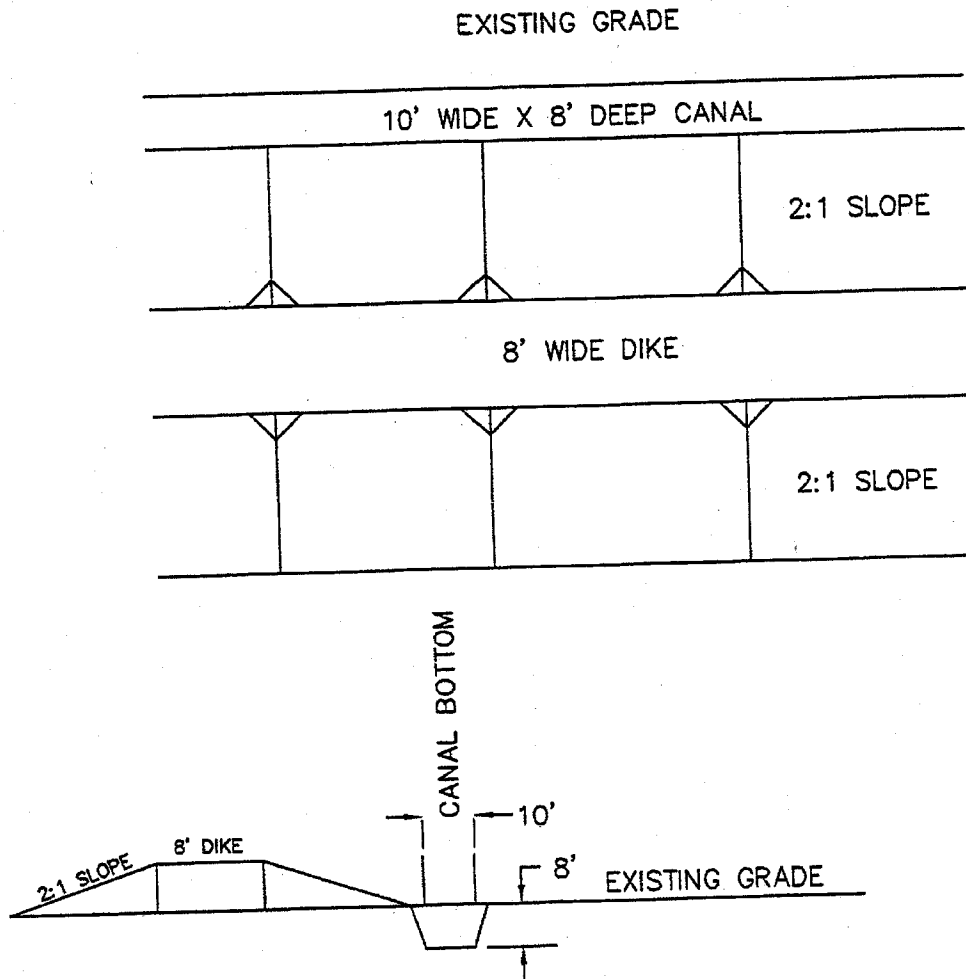 EXISTING GRADE
10' WIDE X 8' DEEP CANAL
2:1 SLOPE
8' WIDE DIKE
2:1 SLOPE
CANAL BOTTOM
10'
2:1 SLOPE
8' DIKE
8'
EXISTING GRADE